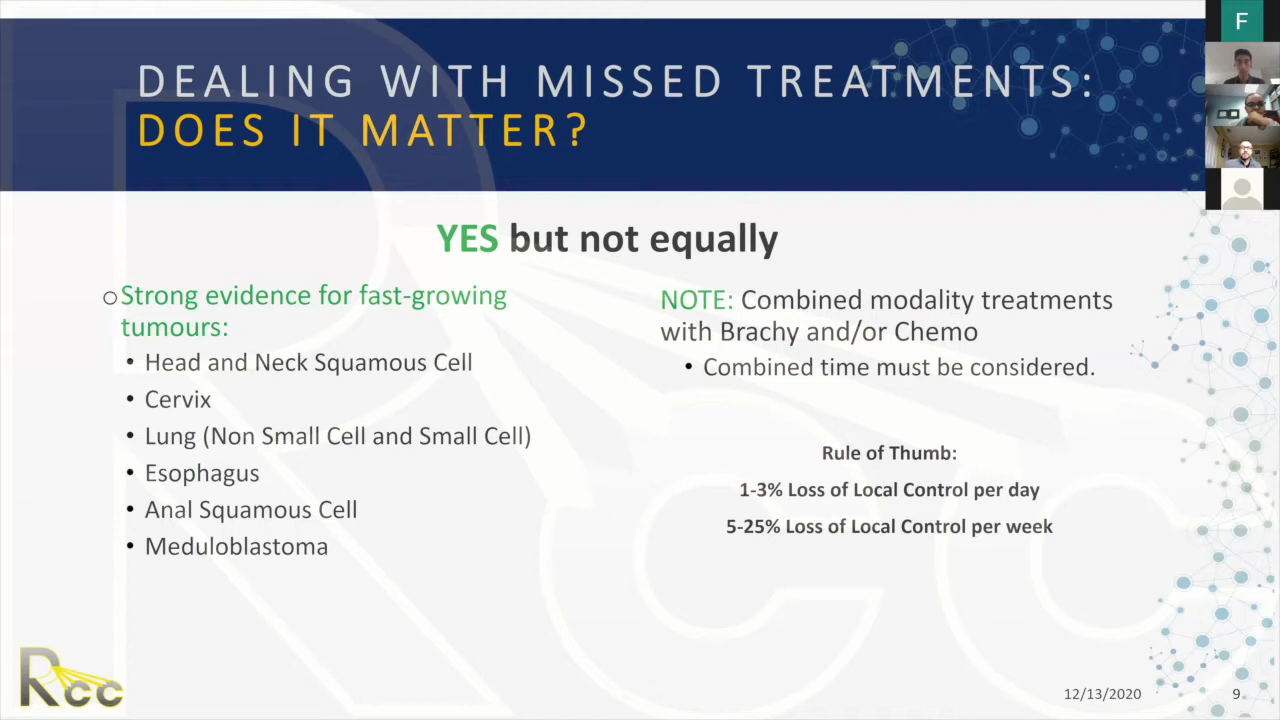 DEALING WITH MISSED TREATMENTS:
DOES IT MATTER?
YES but not equally
Strong evidence for fast-growing
tumours:
• Head and Neck Squamous Cell
• Cervix
• Lung (Non Small Cell and Small Cell)
• Esophagus
• Anal Squamous Cell
• Meduloblastoma
NOTE: Combined modality treatments
with Brachy and/or Chemo
• Combined time must be considered.
Rule of Thumb:
1-3% Loss of Local Control per day
5-25% Loss of Local Control per week
Rcc
12/13/2020
9
F